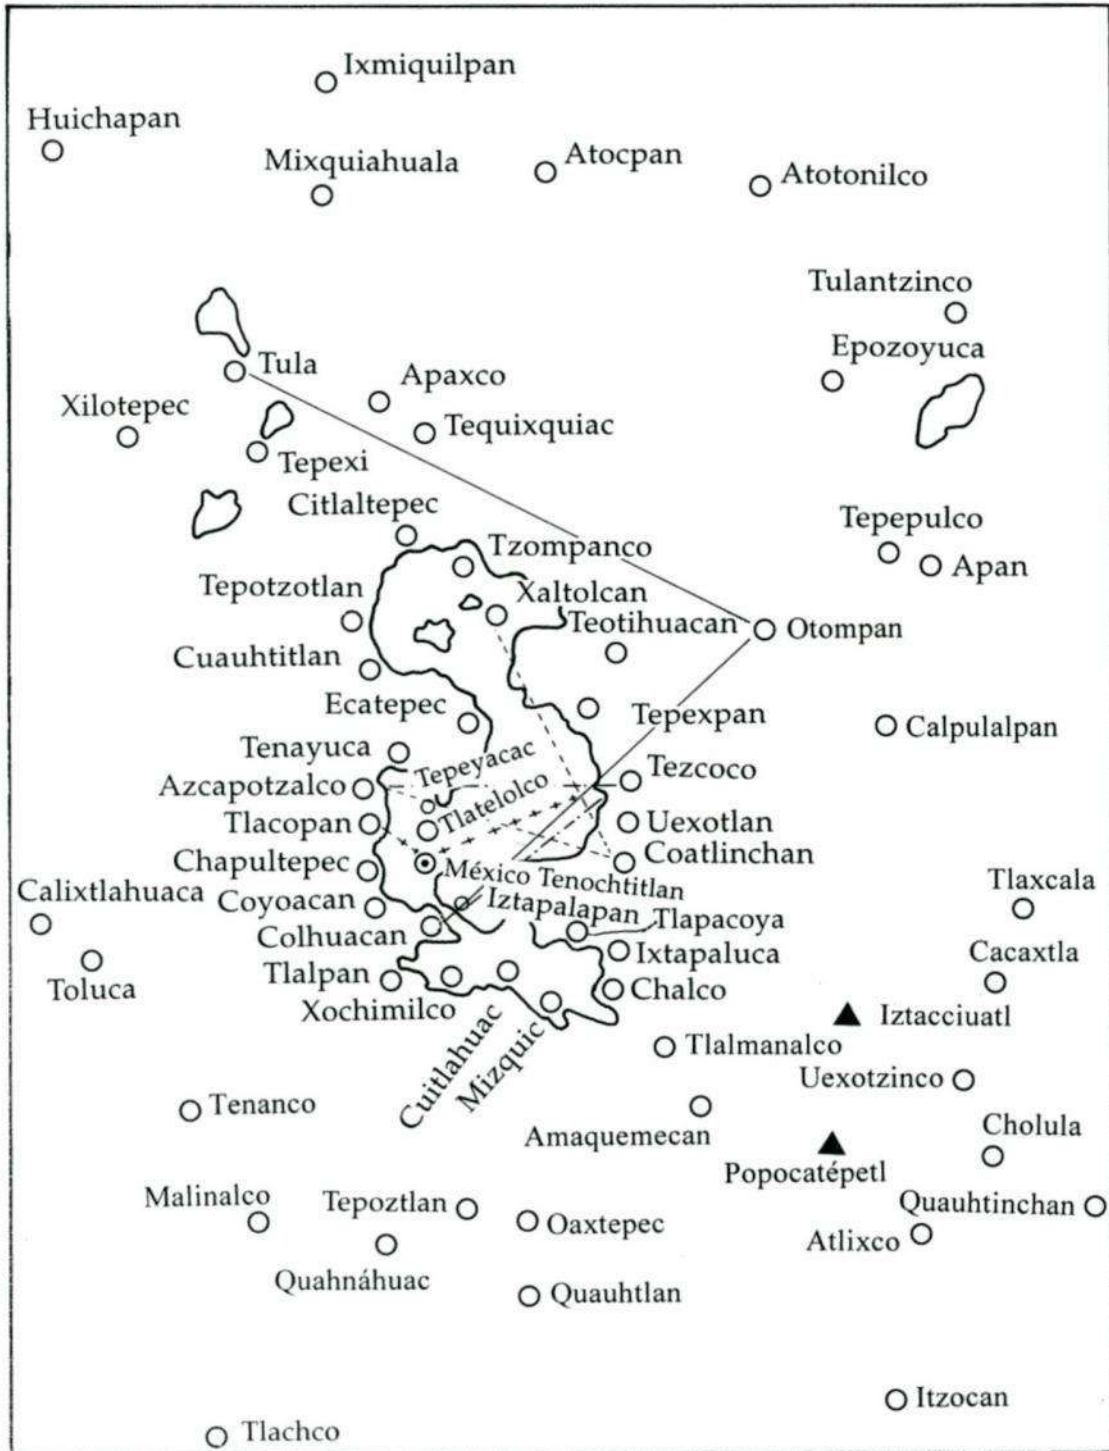 Ixmiquilpan
Huichapan
Mixquiahuala
Atocpan
Atotonilco
Tulantzinco
Epozoyuca
Tula
Apaxco
Xilotepec
Tequixquiac
Tepexi
Citlaltepec
Tepepulco
Tzompanco
Apan
Tepotzotlan
Xaltolcan
Teotihuacan
Otompan
Cuauhtitlan
Ecatepec
Tepexpan
Calpulalpan
Tenayuca
Tepeyacac
Tezcoco
Azcapotzalco
Tlatelolco
Tlacopan
Uexotlan
Chapultepec
Coatlinchan
México Tenochtitlan
Tlaxcala
Calixtlahuaca
Coyoacan
Iztapalapan
Tlapacoya
Colhuacan
Ixtapaluca
Cacaxtla
Toluca
Tlalpan
Chalco
Xochimilco
Iztacciuatl
Cuitlahuac
Mizquic
Tlalmanalco
Uexotzinco
Tenanco
Amaquemecan
Cholula
Popocatépetl
Malinalco
Tepoztlan
Quauhtinchan
Oaxtepec
Atlixco
Quahnáhuac
Quauhtlan
Itzocan
Tlachco